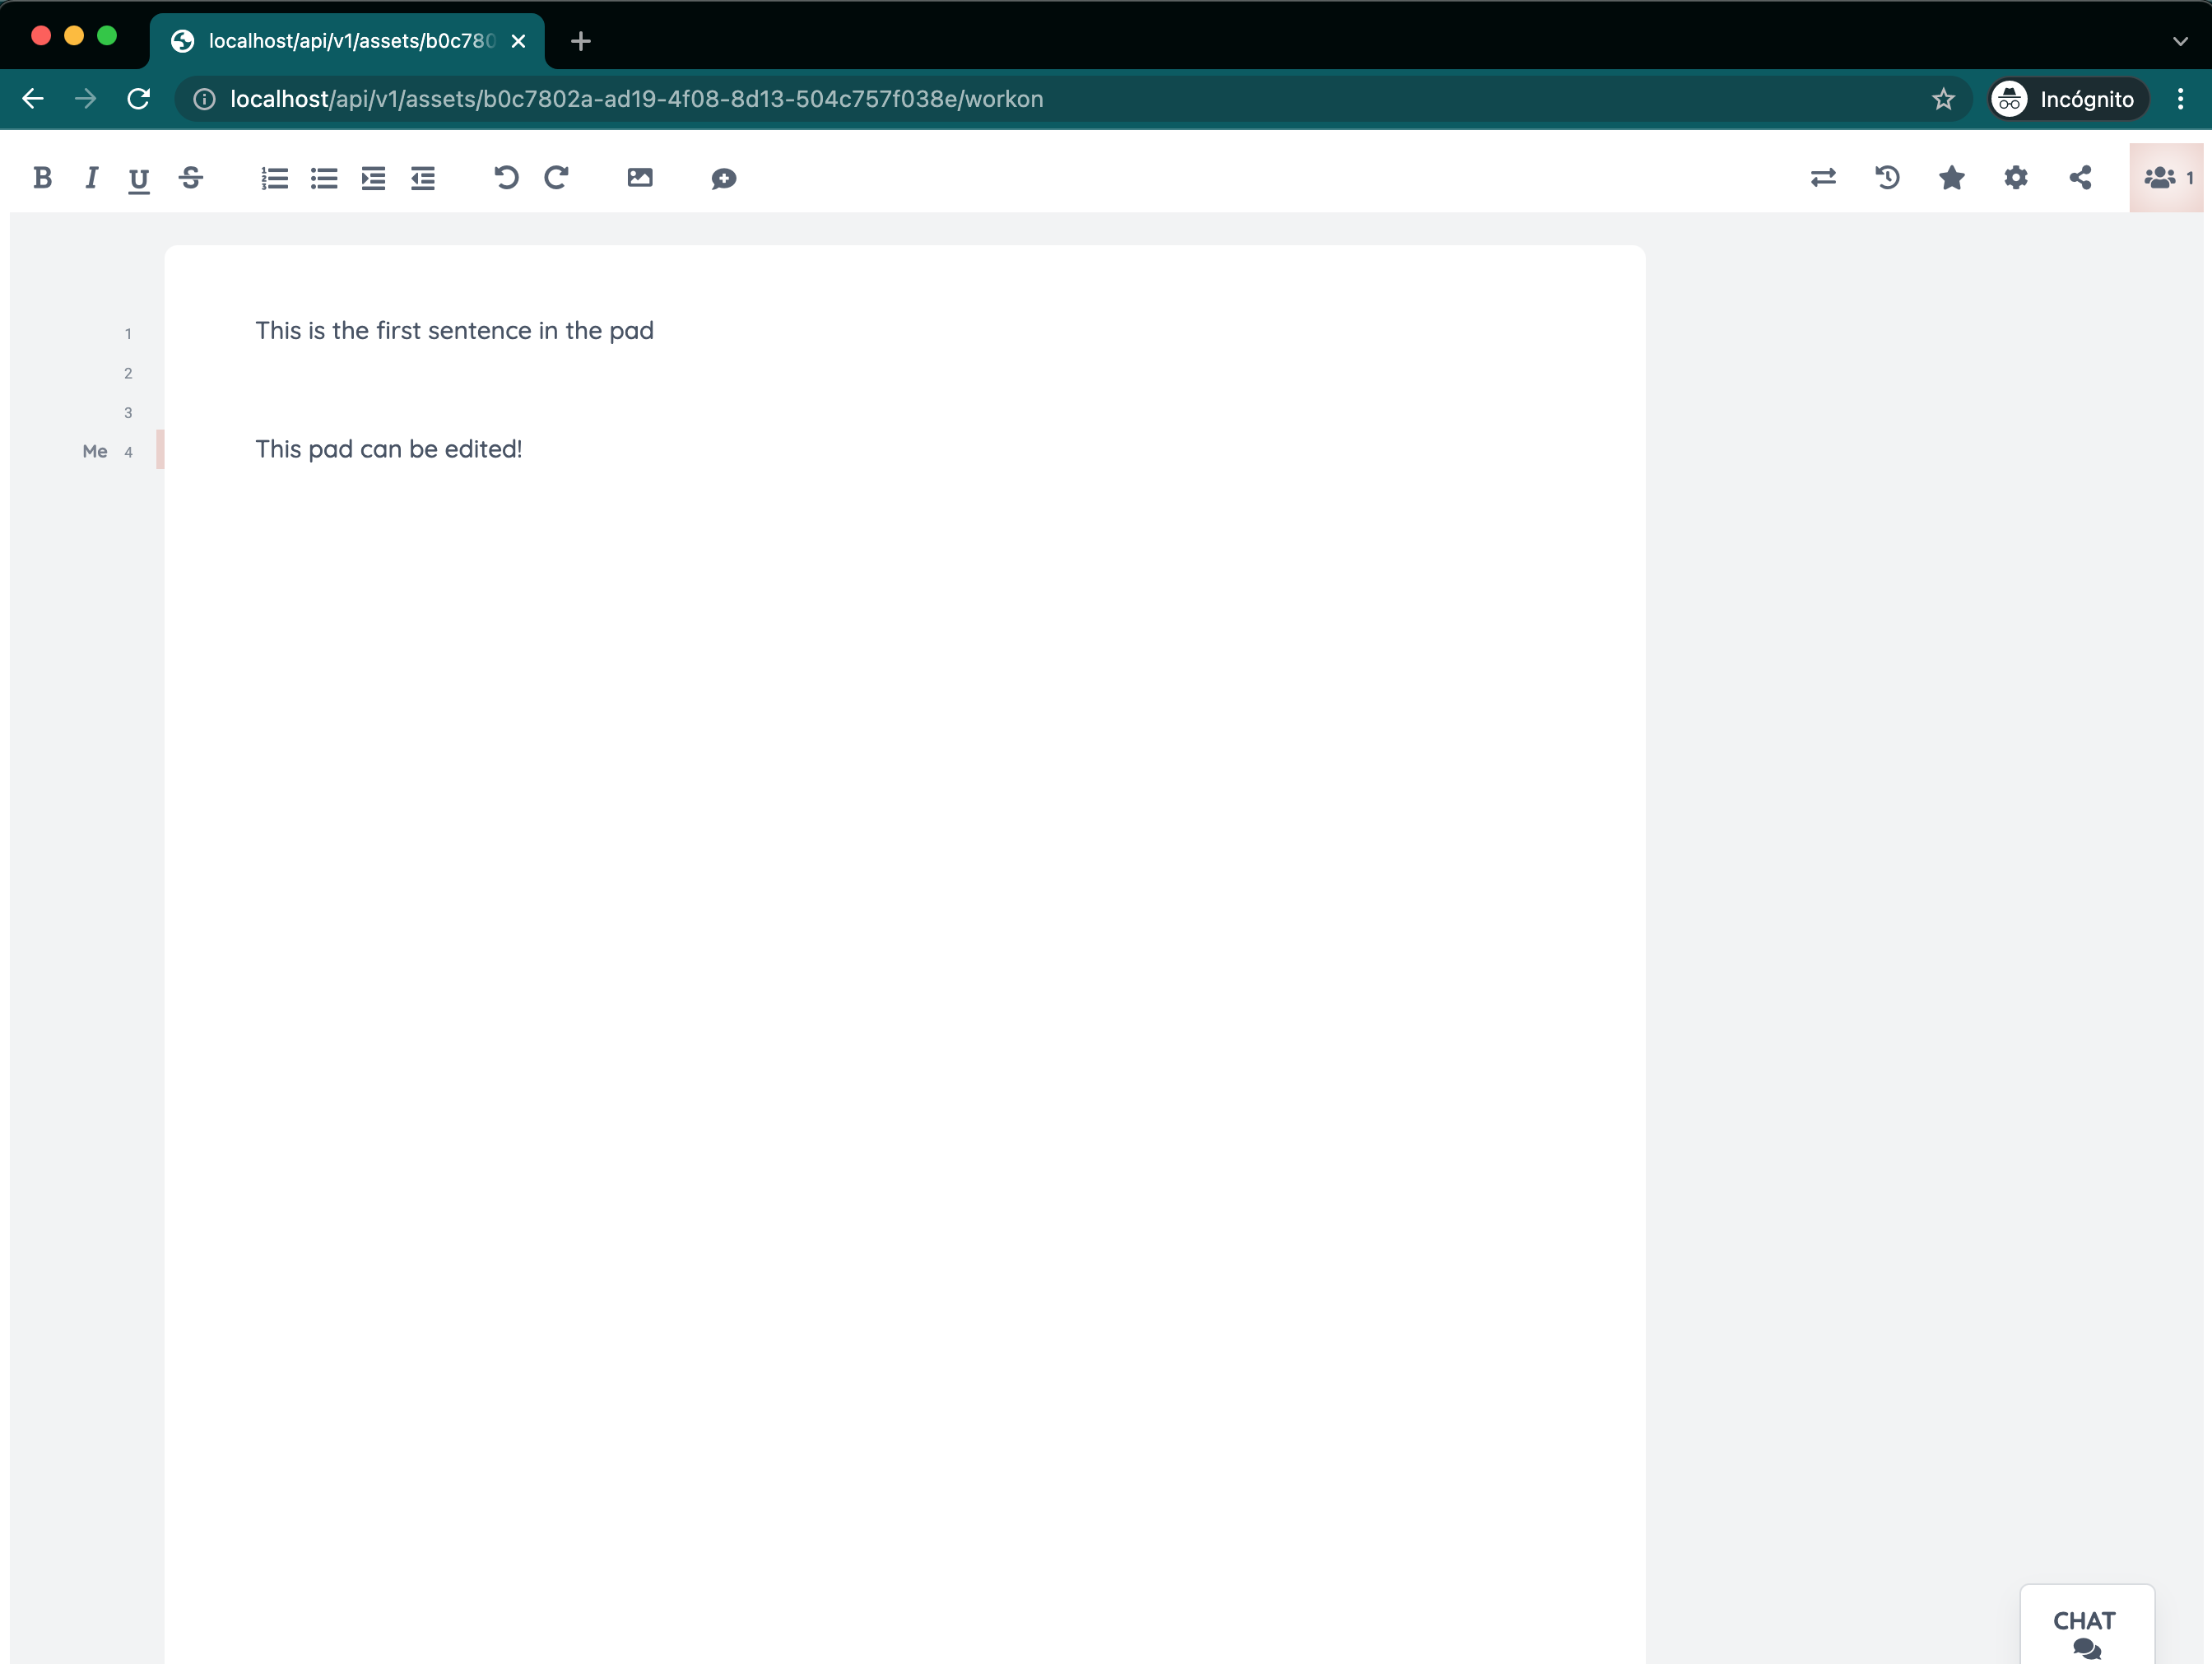 localhost/api/v1/assets/b0c780
localhost/api/v1/assets/b0c7802a-ad19-4f08-8d13-504c757f038e/workon
Incógnito
B I U S
1
1 This is the first sentence in the pad
2
3
Me 4 This pad can be edited!
CHAT